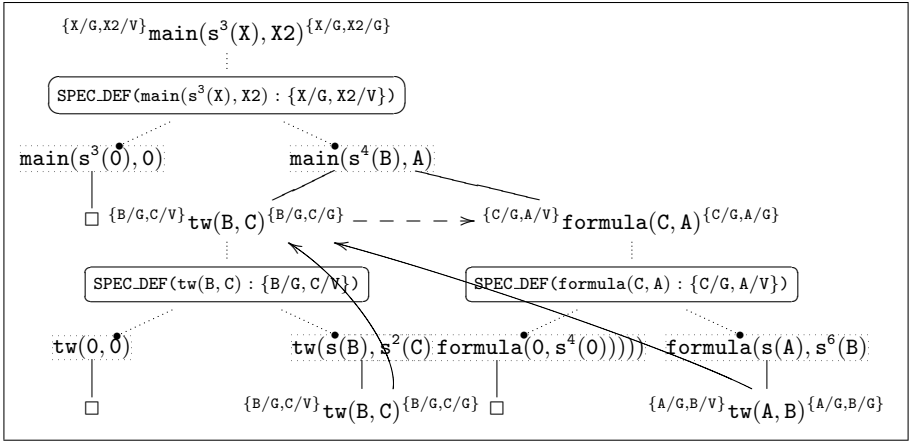 {X/G,X2/V}main(s³(X),X2){X/G,X2/G}
SPEC_DEF(main(s³(X),X2) : {X/G,X2/V})
main(s³(0),0) main(s⁴(B),A)
□ {B/G,C/V}tw(B,C){B/G,C/G} {C/G,A/V}formula(C,A){C/G,A/G}
SPEC_DEF(tw(B,C) : {B/G,C/V}) SPEC_DEF(formula(C,A) : {C/G,A/V})
tw(0,0) tw(s(B),s²(C) formula(0,s⁴(0))))) formula(s(A),s⁶(B)
□ {B/G,C/V}tw(B,C){B/G,C/G} □ {A/G,B/V}tw(A,B){A/G,B/G}